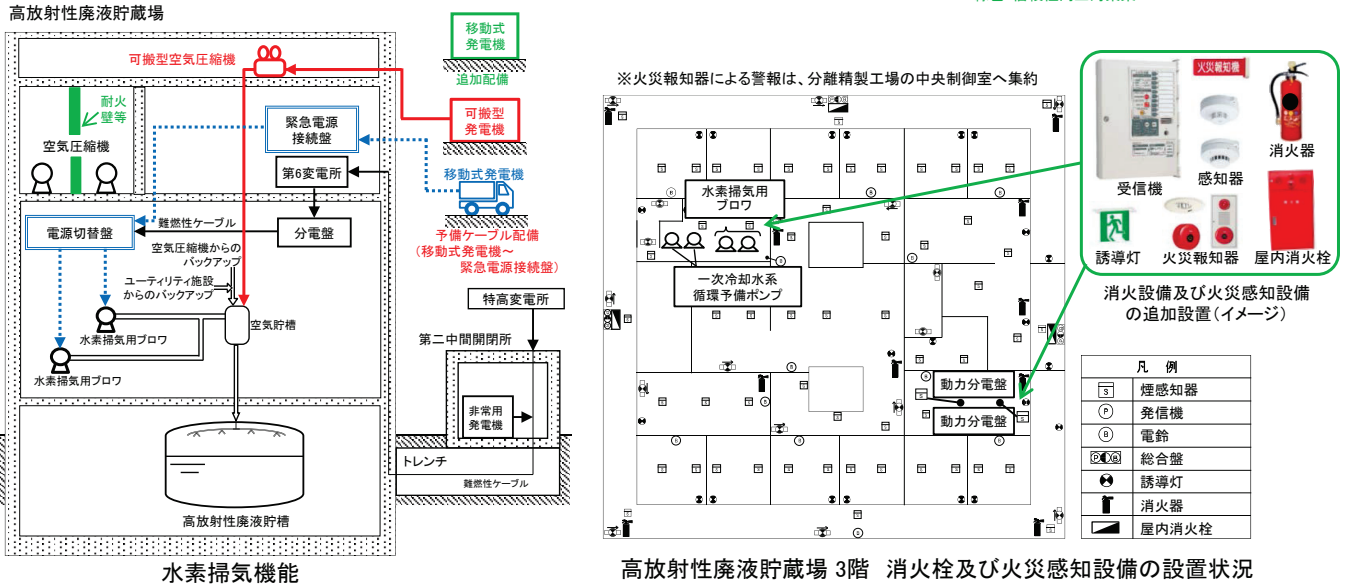 高放射性廃液貯蔵場
可搬型空気圧縮機
移動式
発電機
追加配備
耐火
壁等
空気圧縮機
緊急電源
接続盤
可搬型
発電機
第6変電所
移動式発電機
電源切替盤
難燃性ケーブル
分電盤
予備ケーブル配備
(移動式発電機～
緊急電源接続盤)
空気圧縮機からの
バックアップ
ユーティリティ施設
からのバックアップ
空気貯槽
水素掃気用ブロワ
水素掃気用ブロワ
特高変電所
第二中間開閉所
非常用
発電機
トレンチ
難燃性ケーブル
高放射性廃液貯槽
水素掃気機能
※火災報知器による警報は、分離精製工場の中央制御室へ集約
水素掃気用
ブロワ
一次冷却水系
循環予備ポンプ
動力分電盤
動力分電盤
火災報知機
受信機
感知器
消火器
誘導灯
火災報知器
屋内消火栓
消火設備及び火災感知設備
の追加設置(イメージ)
凡 例
S 煙感知器
P 発信機
B 電鈴
P B 総合盤
誘導灯
消火器
屋内消火栓
高放射性廃液貯蔵場 3階 消火栓及び火災感知設備の設置状況